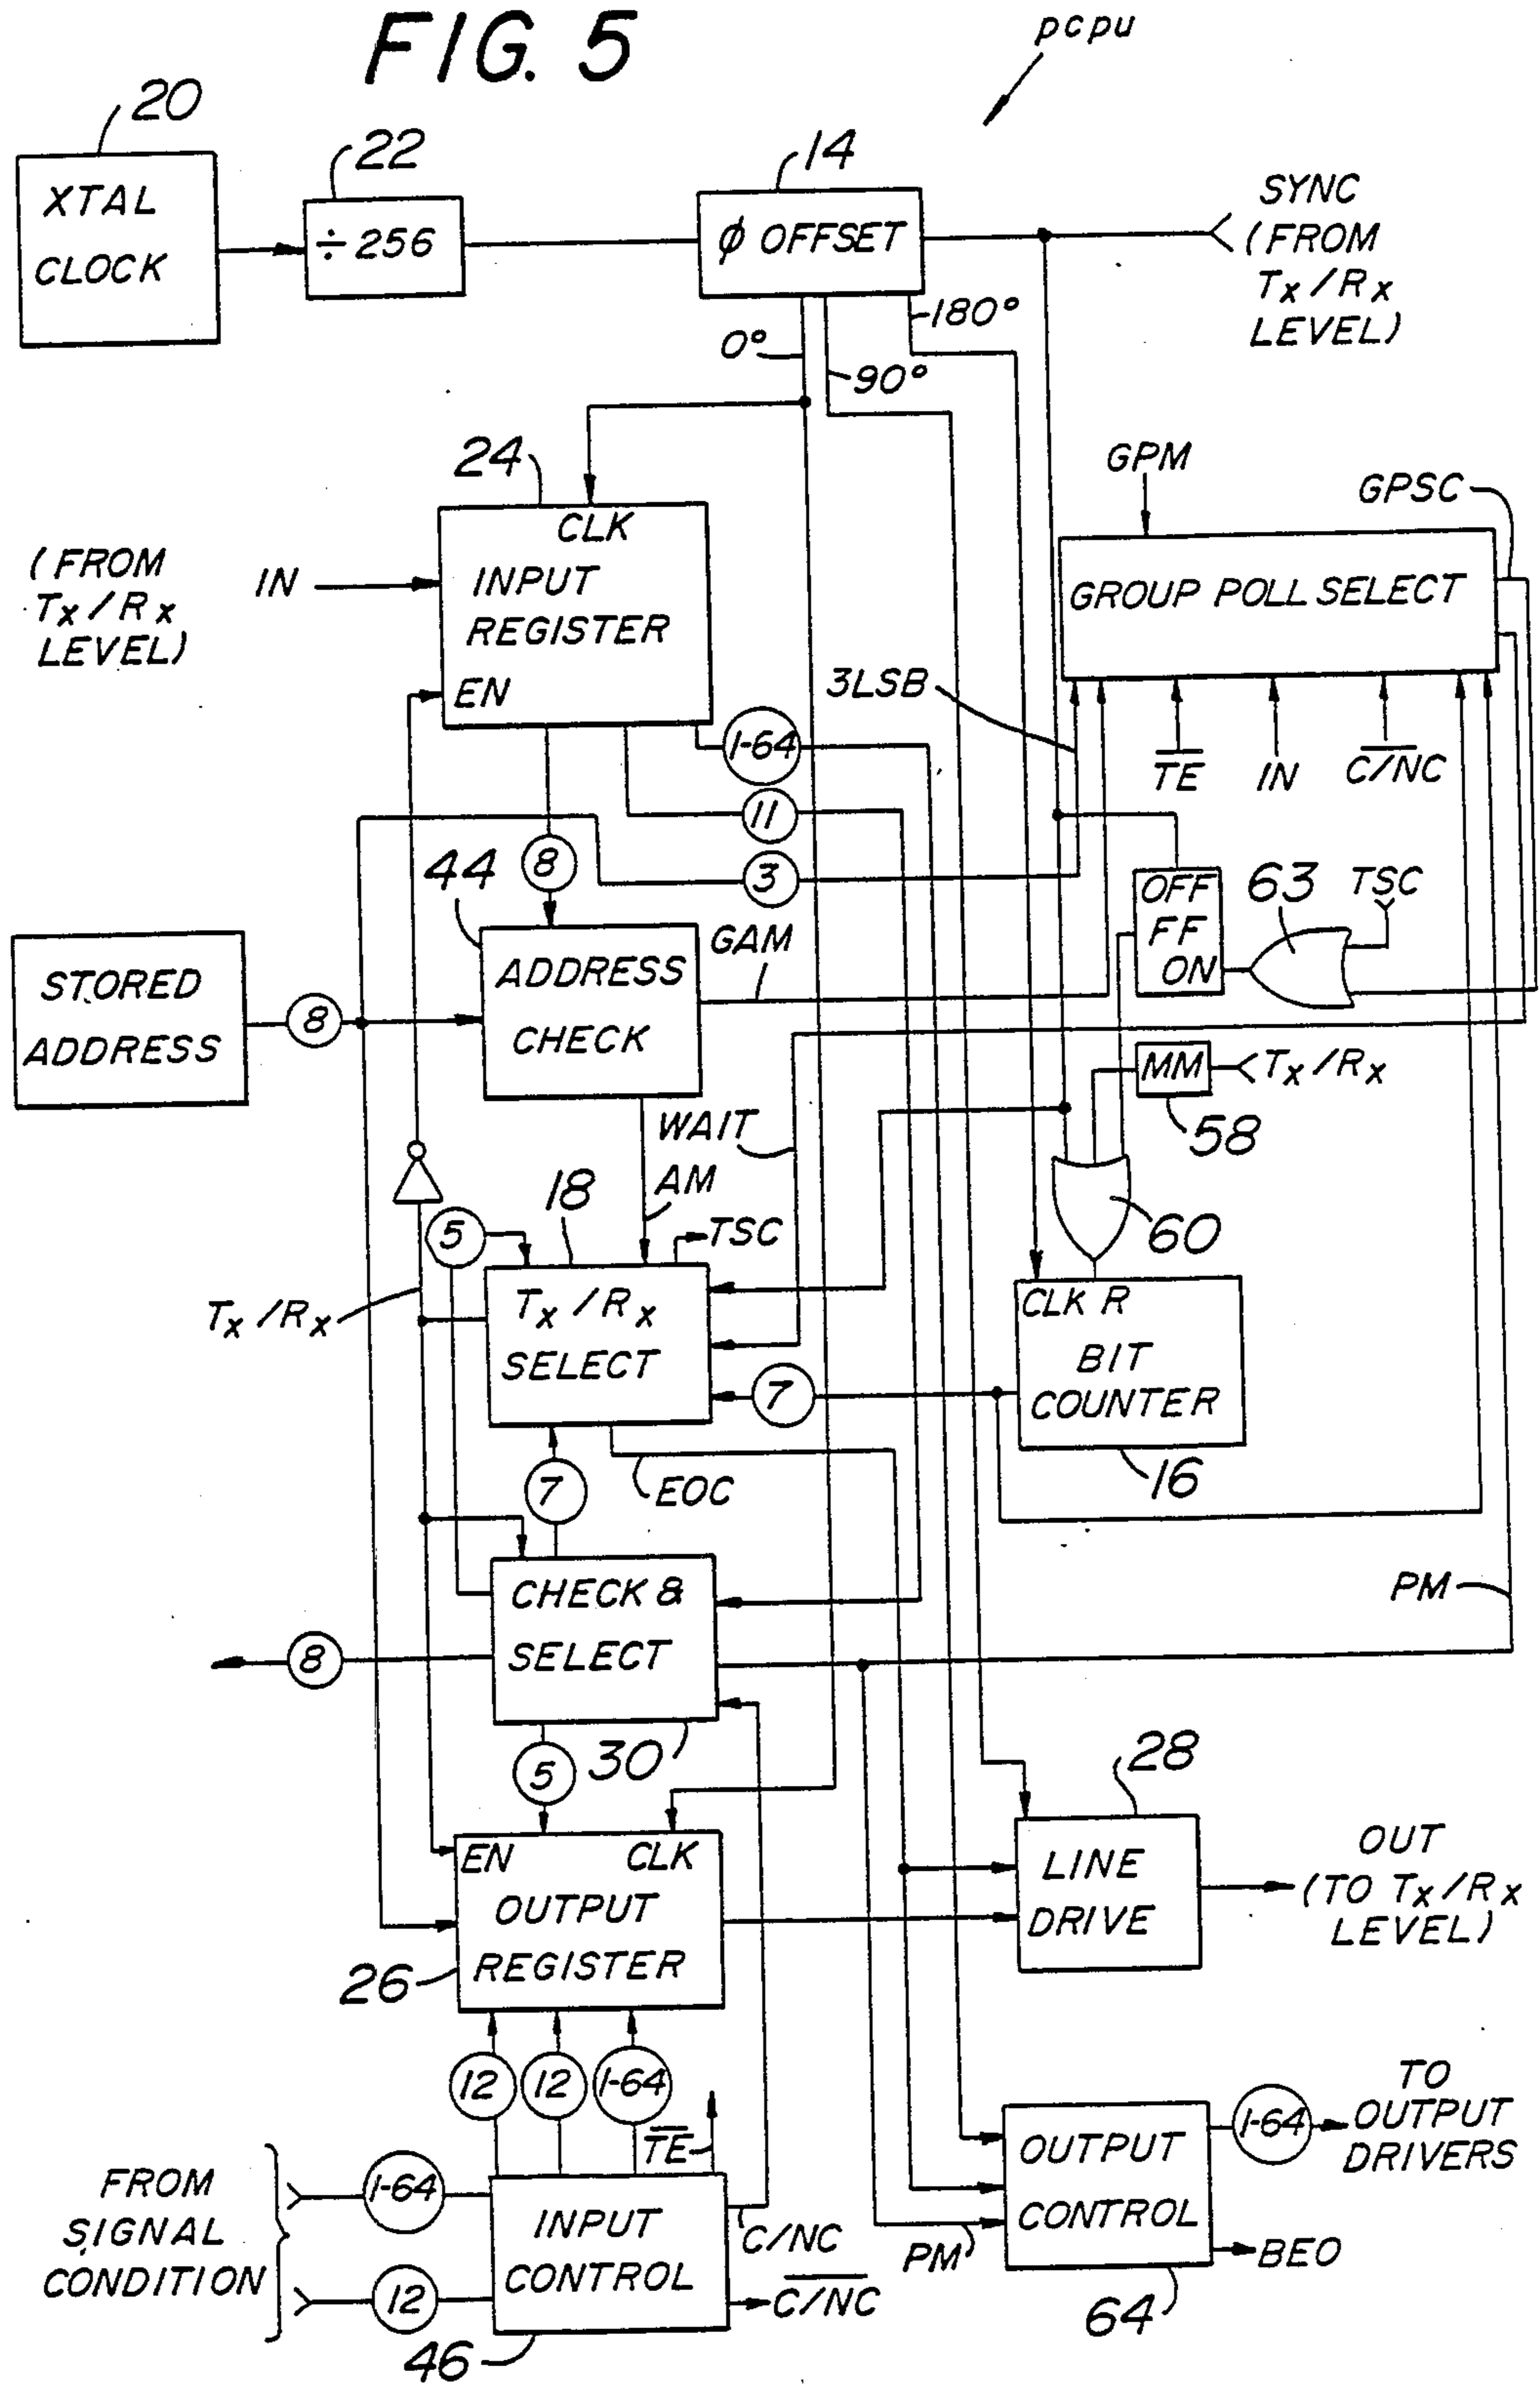 FIG. 5
pcpu
20
XTAL
CLOCK
22
÷ 256
14
φ OFFSET
SYNC
(FROM
Tx/Rx
LEVEL)
0°
90°
180°
24
CLK
INPUT
REGISTER
EN
(FROM
Tx/Rx
LEVEL)
IN
GPM
GPSC
GROUP POLL SELECT
3LSB
T̅E̅
IN
C̅/̅N̅C̅
1-64
11
8
3
44
ADDRESS
CHECK
GAM
STORED
ADDRESS
8
OFF
FF
ON
63
TSC
MM
Tx/Rx
58
WAIT
AM
18
5
TSC
60
Tx/Rx
Tx/Rx
SELECT
7
CLK R
BIT
COUNTER
16
7
EOC
CHECK &
SELECT
8
PM
5
30
28
EN
CLK
OUTPUT
REGISTER
26
LINE
DRIVE
OUT
(TO Tx/Rx
LEVEL)
12
12
1-64
T̅E̅
FROM
SIGNAL
CONDITION
1-64
12
INPUT
CONTROL
46
C/NC
C̅/̅N̅C̅
PM
OUTPUT
CONTROL
64
1-64
TO
OUTPUT
DRIVERS
BEO